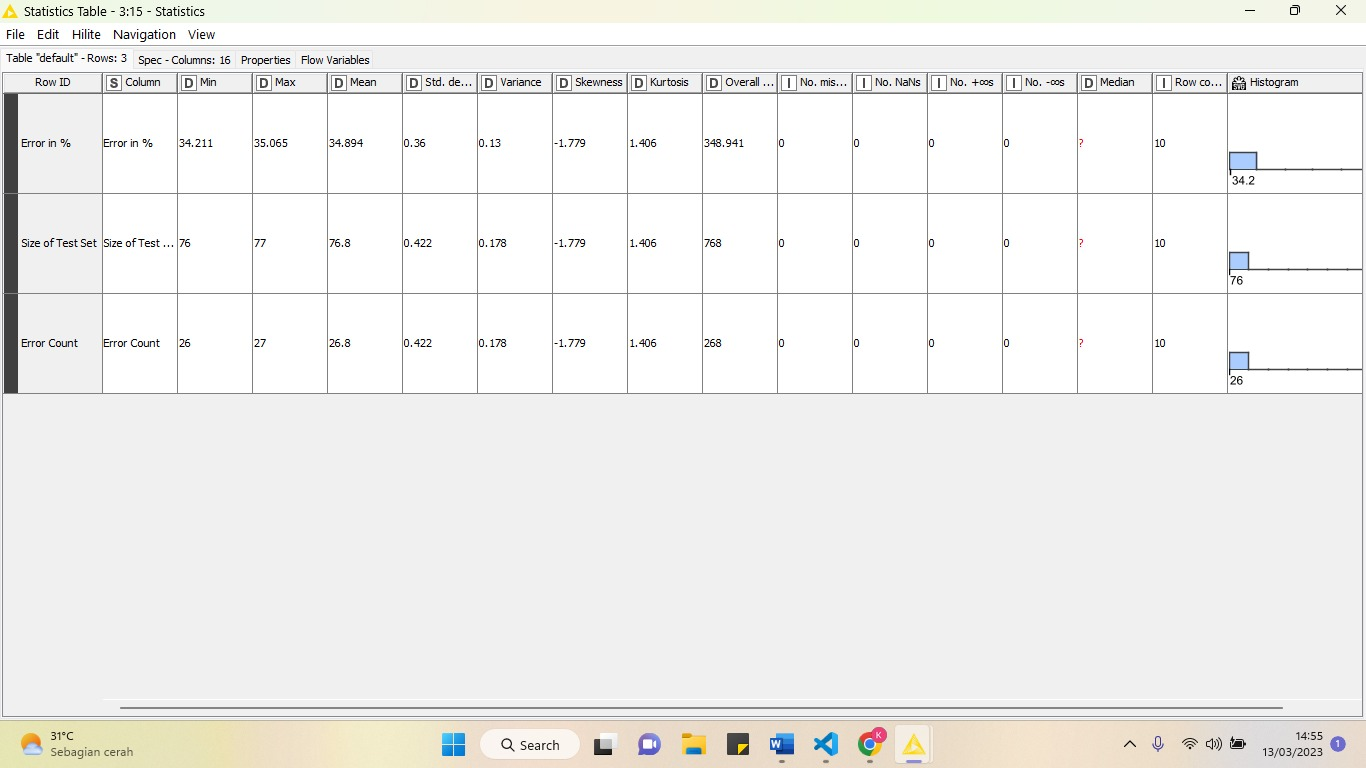 Statistics Table - 3:15 - Statistics
File Edit Hilite Navigation View
Table "default" - Rows: 3 Spec - Columns: 16 Properties Flow Variables
Row ID S Column D Min D Max D Mean D Std. de... D Variance D Skewness D Kurtosis D Overall ... I No. mis... I No. NaNs I No. +∞s I No. -∞s D Median I Row co... SVG Histogram
Error in % Error in % 34.211 35.065 34.894 0.36 0.13 -1.779 1.406 348.941 0 0 0 0 ? 10
34.2
Size of Test Set Size of Test ... 76 77 76.8 0.422 0.178 -1.779 1.406 768 0 0 0 0 ? 10
76
Error Count Error Count 26 27 26.8 0.422 0.178 -1.779 1.406 268 0 0 0 0 ? 10
26
31°C
Sebagian cerah
Search
K
14:55
13/03/2023
1